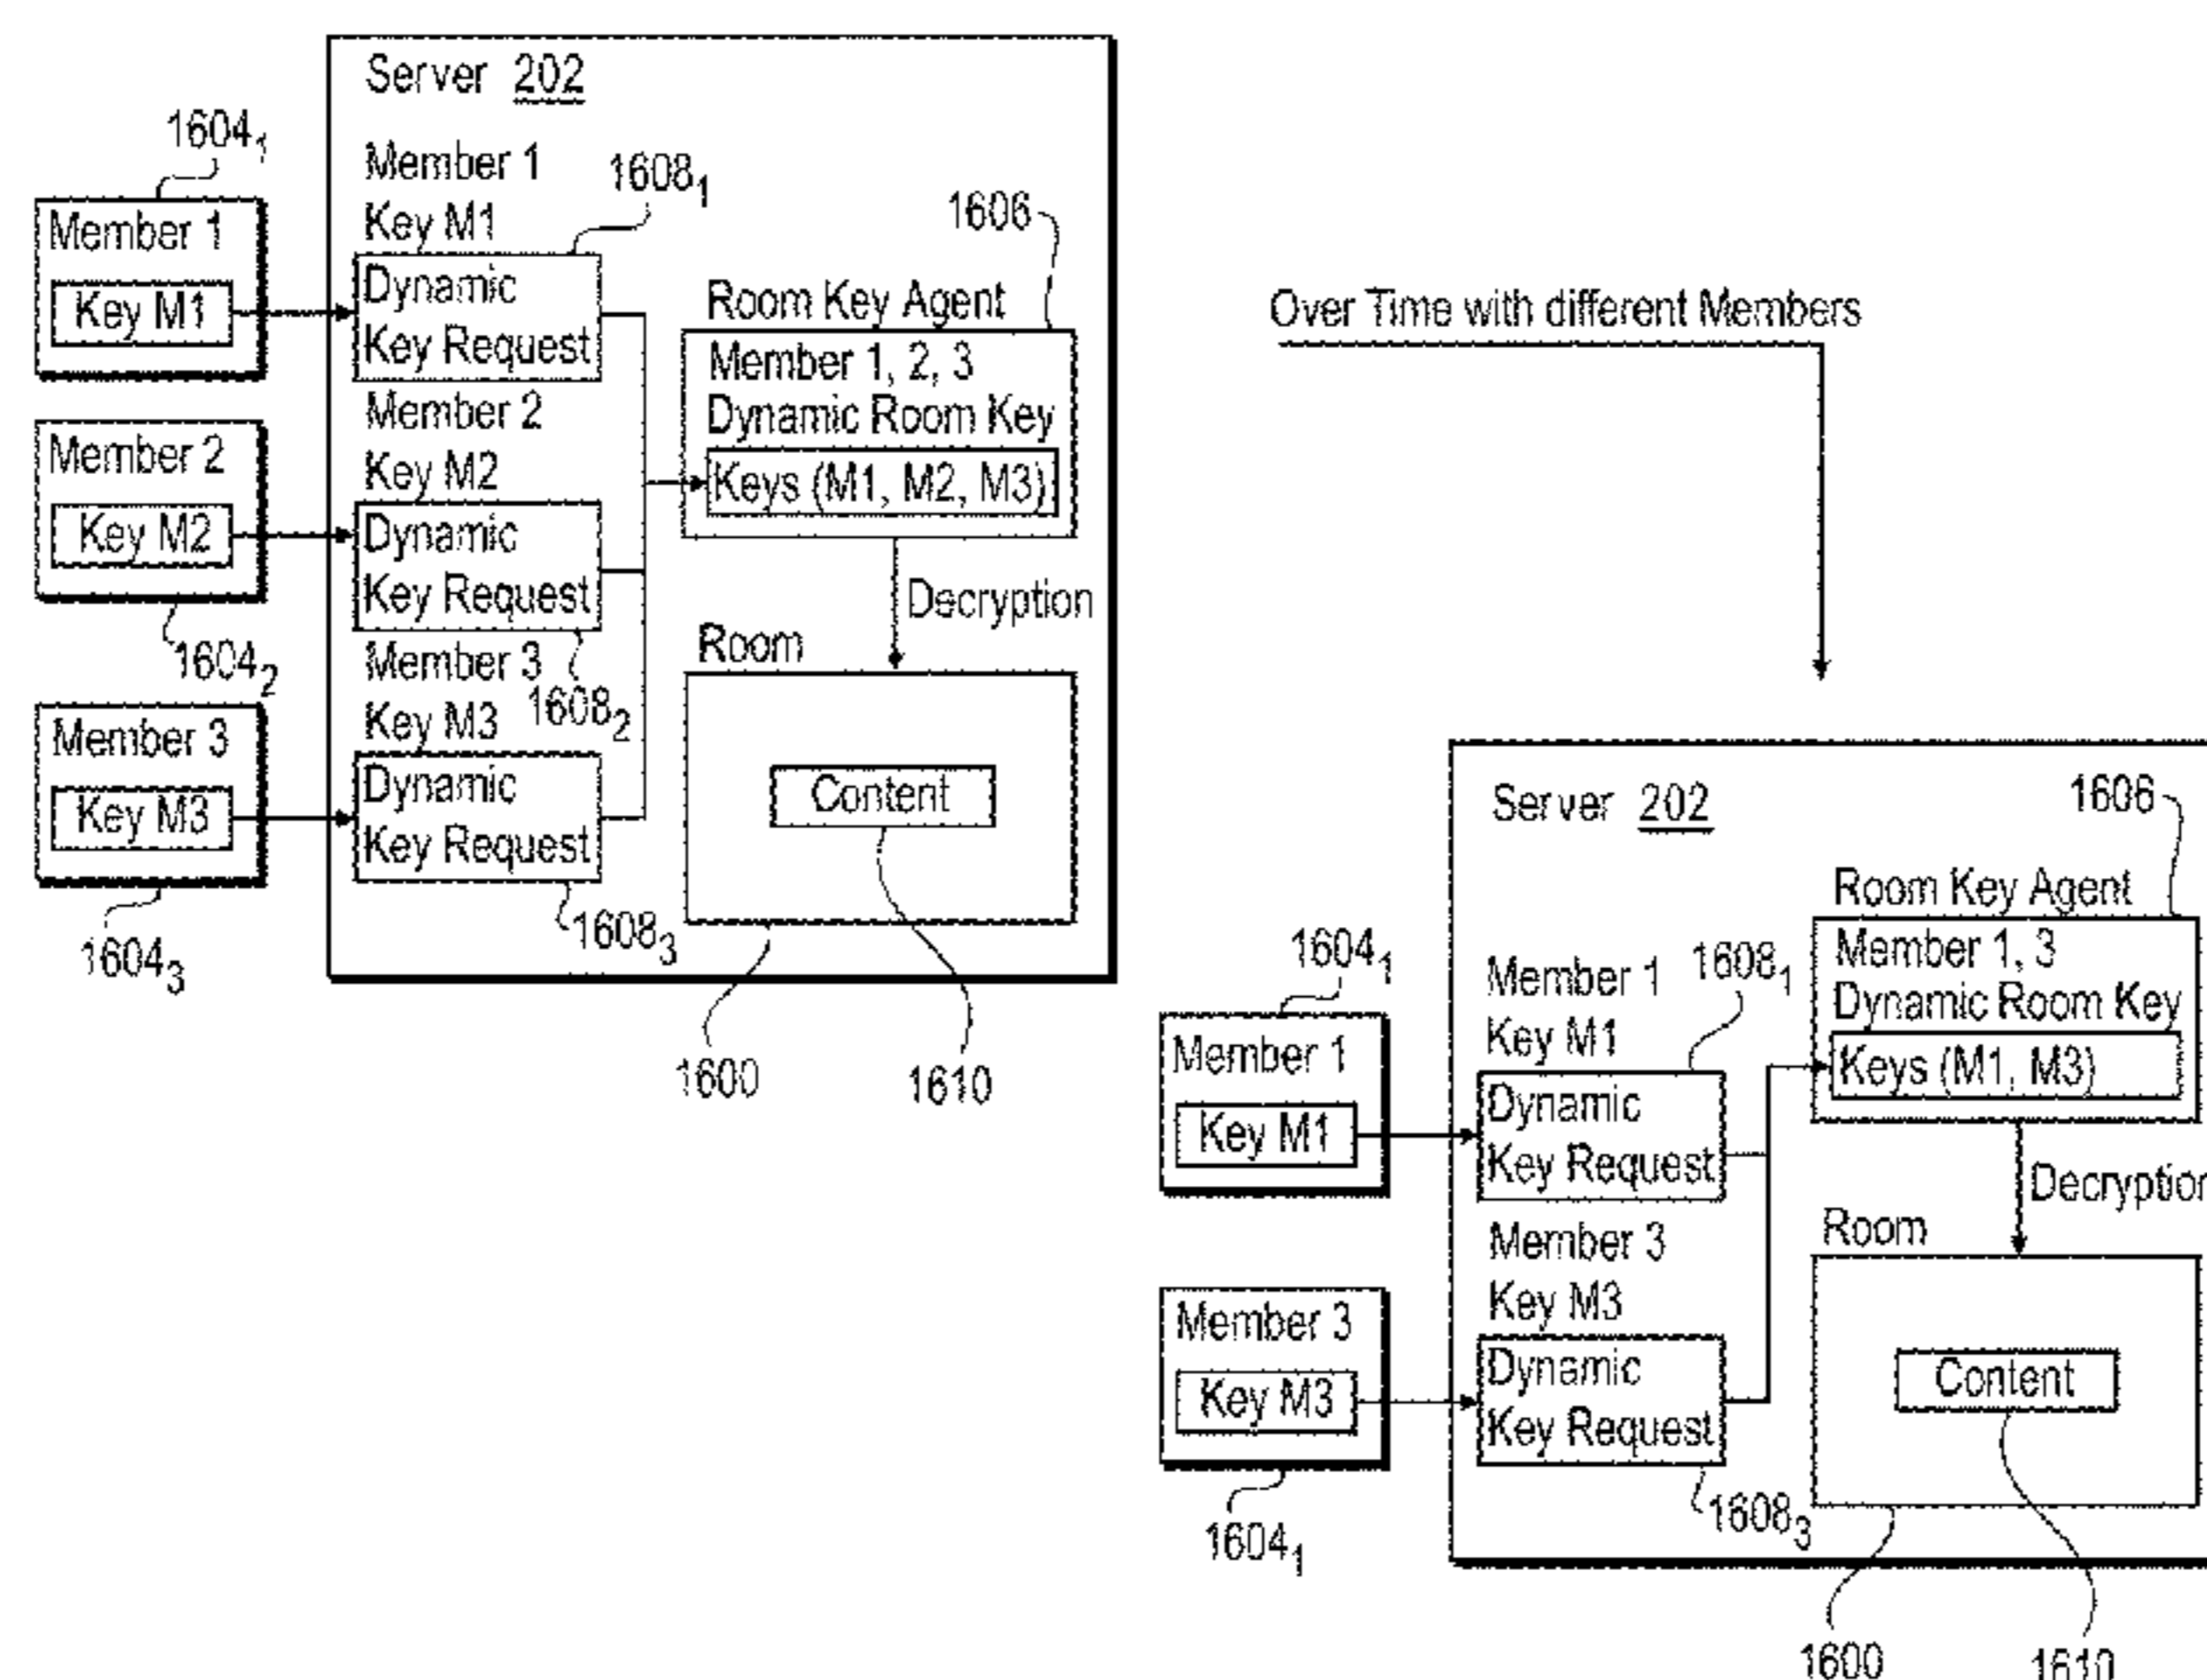 Server 202
1604₁
Member 1
Key M1
1608₁
1606
Member 1
Key M1
Dynamic
Key Request
Room Key Agent
Member 1, 2, 3
Dynamic Room Key
Keys (M1, M2, M3)
Over Time with different Members
Member 2
Key M2
Member 2
Key M2
Dynamic
Key Request
Decryption
1604₂
1608₂
Room
Member 3
Key M3
Member 3
Key M3
Dynamic
Key Request
Content
1604₃
1608₃
1600
1610
Server 202
1606
Room Key Agent
Member 1, 3
Dynamic Room Key
Keys (M1, M3)
1604₁
Member 1
Key M1
1608₁
Member 1
Key M1
Dynamic
Key Request
Decryption
Room
Member 3
Key M3
Member 3
Key M3
Dynamic
Key Request
Content
1604₁
1608₃
1600
1610